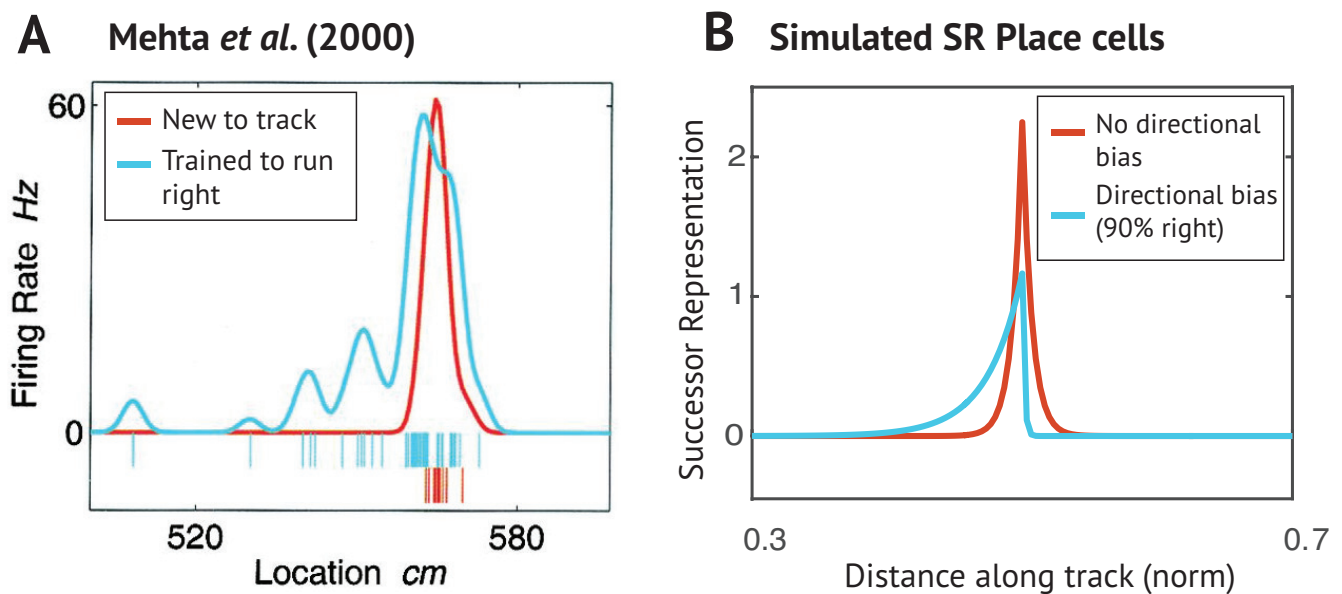 A Mehta et al. (2000)
60
New to track
Trained to run
right
Firing Rate Hz
0
520
580
Location cm
B Simulated SR Place cells
No directional
bias
Directional bias
(90% right)
2
Successor Representation
1
0
0.3
0.7
Distance along track (norm)